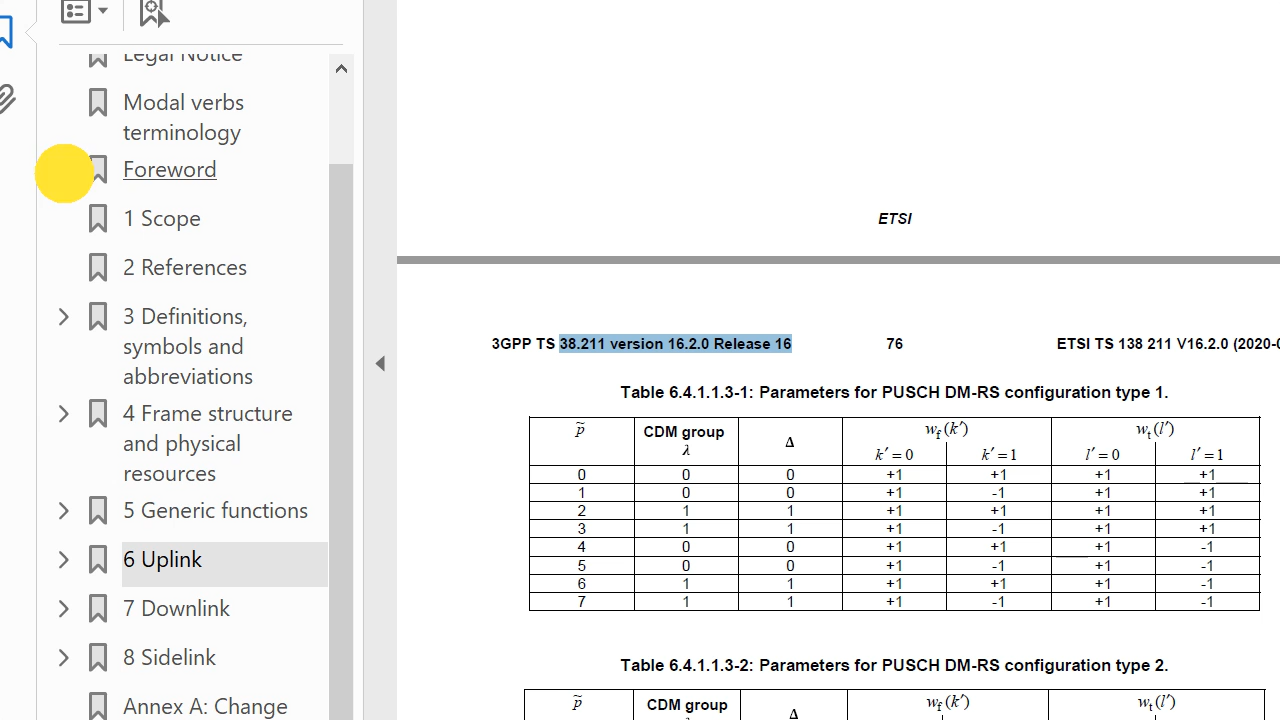 Legal Notice
Modal verbs
terminology
Foreword
1 Scope
2 References
3 Definitions,
symbols and
abbreviations
4 Frame structure
and physical
resources
5 Generic functions
6 Uplink
7 Downlink
8 Sidelink
Annex A: Change
ETSI
3GPP TS 38.211 version 16.2.0 Release 16 76 ETSI TS 138 211 V16.2.0 (2020-0
Table 6.4.1.1.3-1: Parameters for PUSCH DM-RS configuration type 1.
p̃ CDM group λ Δ w_f(k′) w_t(l′)
k′ = 0 k′ = 1 l′ = 0 l′ = 1
0 0 0 +1 +1 +1 +1
1 0 0 +1 -1 +1 +1
2 1 1 +1 +1 +1 +1
3 1 1 +1 -1 +1 +1
4 0 0 +1 +1 +1 -1
5 0 0 +1 -1 +1 -1
6 1 1 +1 +1 +1 -1
7 1 1 +1 -1 +1 -1
Table 6.4.1.1.3-2: Parameters for PUSCH DM-RS configuration type 2.
p̃ CDM group Δ w_f(k′) w_t(l′)